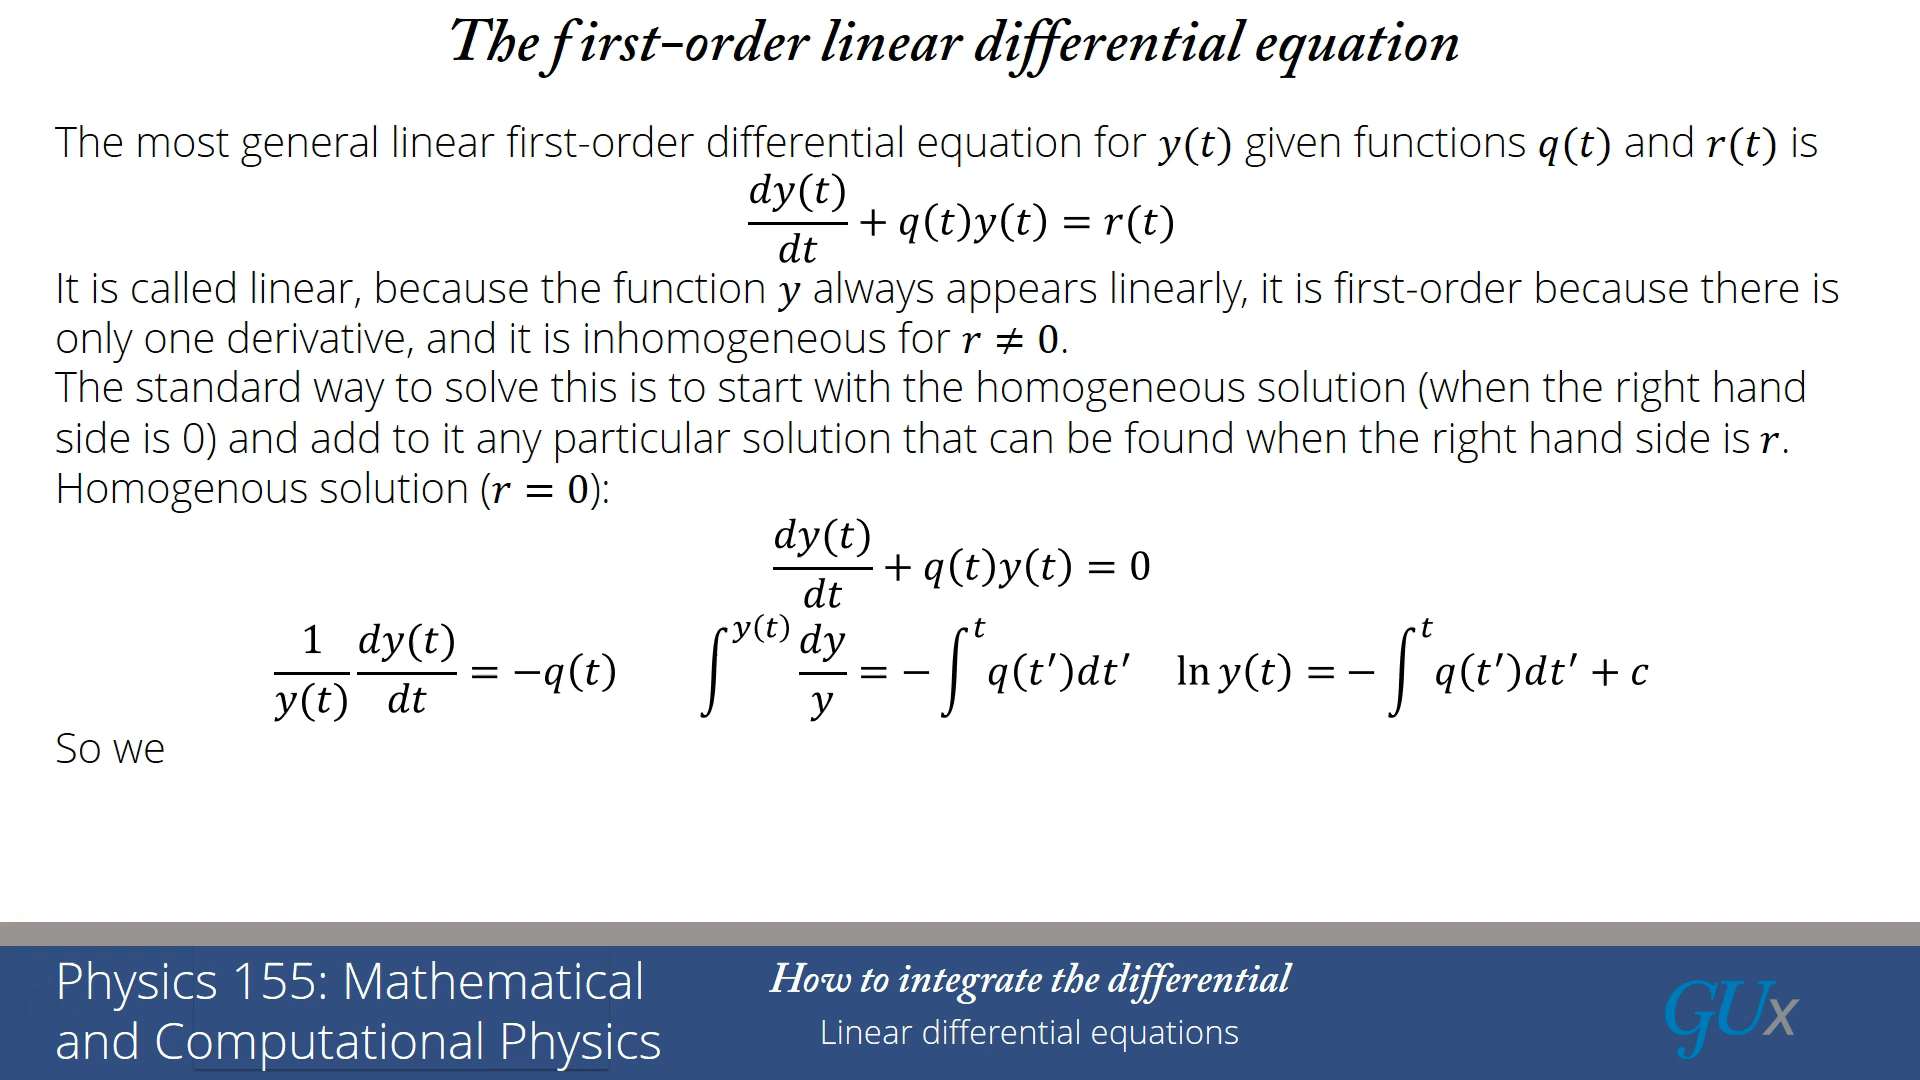 The first-order linear differential equation
The most general linear first-order differential equation for y(t) given functions q(t) and r(t) is
dy(t)/dt + q(t)y(t) = r(t)
It is called linear, because the function y always appears linearly, it is first-order because there is
only one derivative, and it is inhomogeneous for r ≠ 0.
The standard way to solve this is to start with the homogeneous solution (when the right hand
side is 0) and add to it any particular solution that can be found when the right hand side is r.
Homogenous solution (r = 0):
dy(t)/dt + q(t)y(t) = 0
1/y(t) dy(t)/dt = −q(t) ∫^y(t) dy/y = −∫^t q(t′)dt′ ln y(t) = −∫^t q(t′)dt′ + c
So we
Physics 155: Mathematical
and Computational Physics
How to integrate the differential
Linear differential equations
GUx